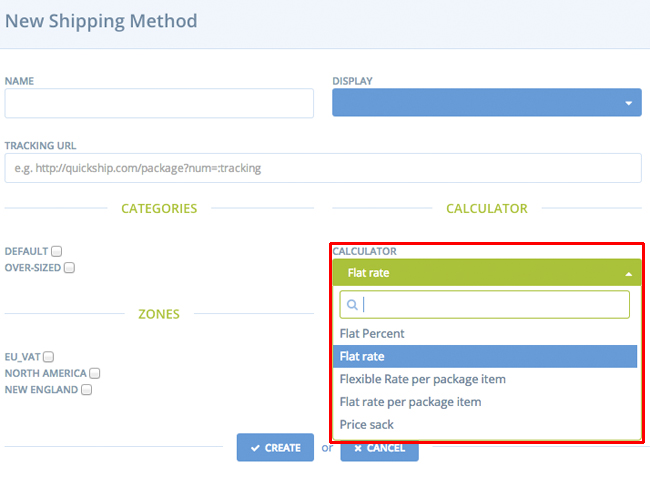 New Shipping Method
NAME
DISPLAY
TRACKING URL
e.g. http://quickship.com/package?num=:tracking
CATEGORIES
CALCULATOR
DEFAULT
OVER-SIZED
CALCULATOR
Flat rate
Flat Percent
Flat rate
Flexible Rate per package item
Flat rate per package item
Price sack
ZONES
EU_VAT
NORTH AMERICA
NEW ENGLAND
CREATE or CANCEL